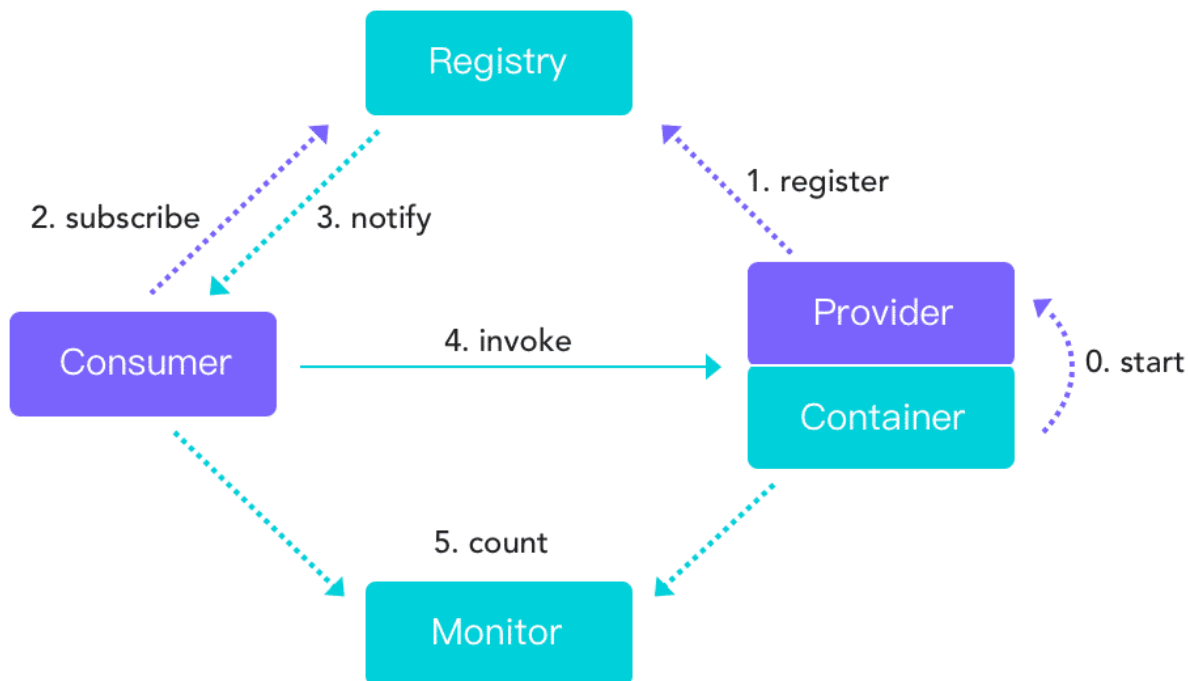 Registry
1. register
2. subscribe
3. notify
Provider
4. invoke
Consumer
0. start
Container
5. count
Monitor